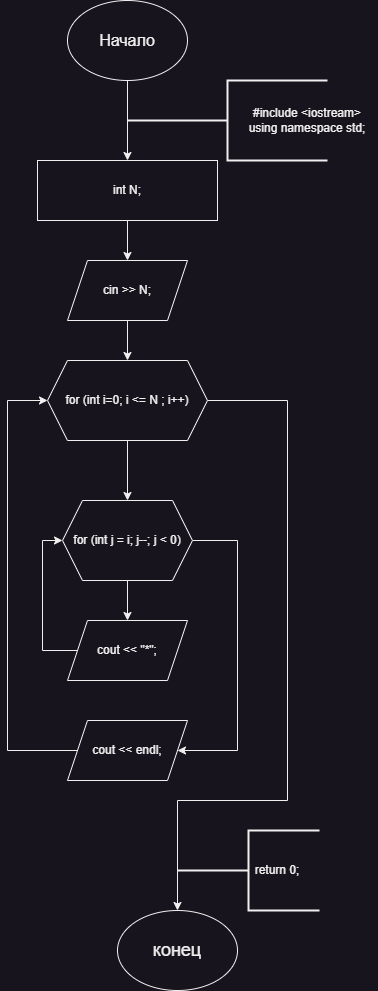 Начало
#include <iostream>
using namespace std;
int N;
cin >> N;
for (int i=0; i <= N ; i++)
for (int j = i; j--; j < 0)
cout << "*";
cout << endl;
return 0;
конец